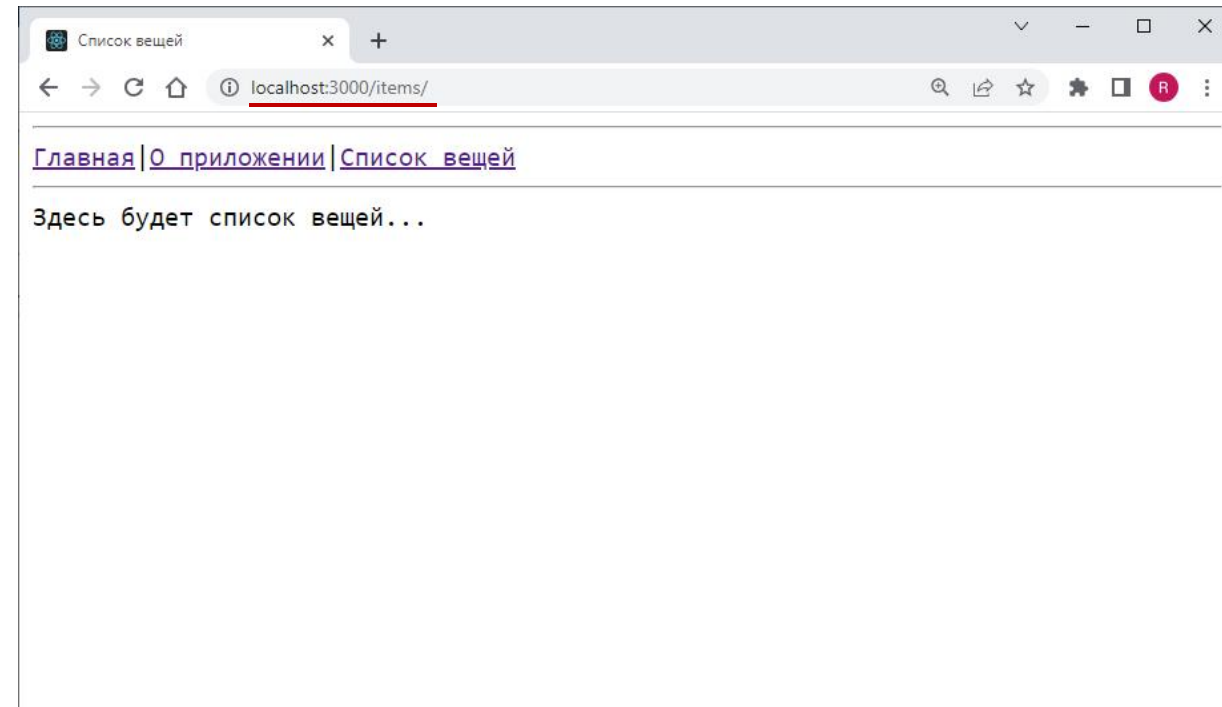 Список вещей
localhost:3000/items/
R
Главная|О приложении|Список вещей
Здесь будет список вещей...